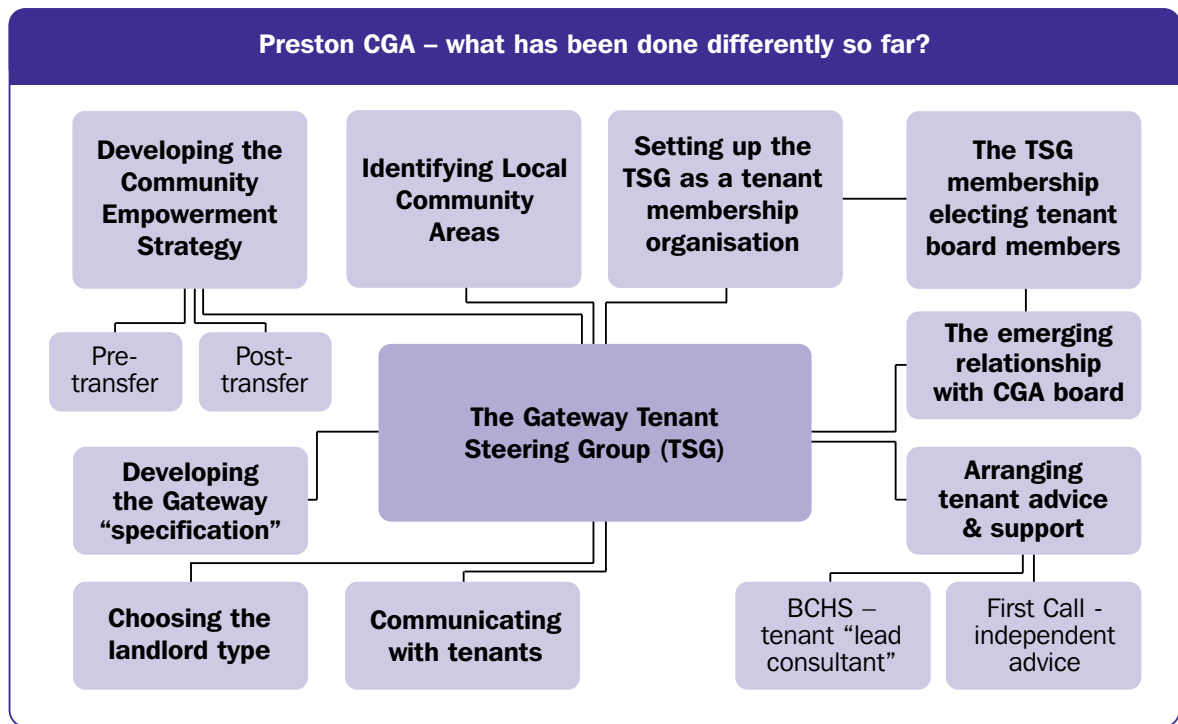 Preston CGA – what has been done differently so far?
Developing the
Community
Empowerment
Strategy
Identifying Local
Community
Areas
Setting up the
TSG as a tenant
membership
organisation
The TSG
membership
electing tenant
board members
Pre-
transfer
Post-
transfer
The emerging
relationship
with CGA board
The Gateway Tenant
Steering Group (TSG)
Developing
the Gateway
“specification”
Arranging
tenant advice
& support
Choosing the
landlord type
Communicating
with tenants
BCHS –
tenant “lead
consultant”
First Call -
independent
advice